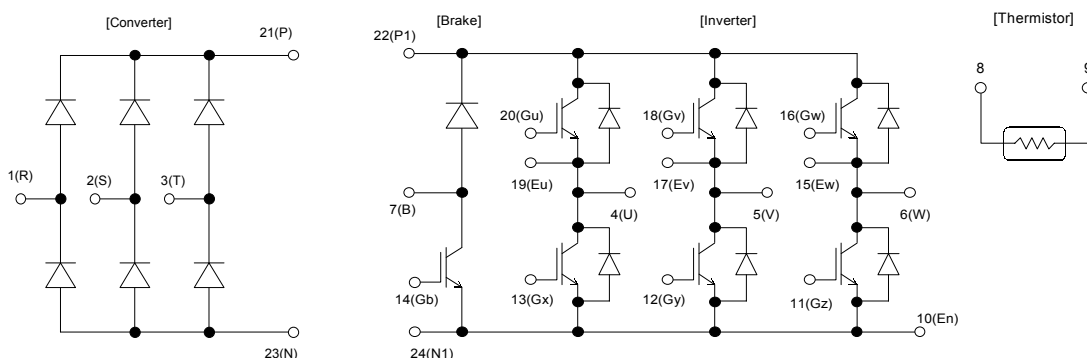 [Converter]
[Brake]
[Inverter]
[Thermistor]
21(P)
22(P1)
8
9
20(Gu)
18(Gv)
16(Gw)
1(R)
2(S)
3(T)
19(Eu)
17(Ev)
15(Ew)
7(B)
4(U)
5(V)
6(W)
14(Gb)
13(Gx)
12(Gy)
11(Gz)
10(En)
23(N)
24(N1)